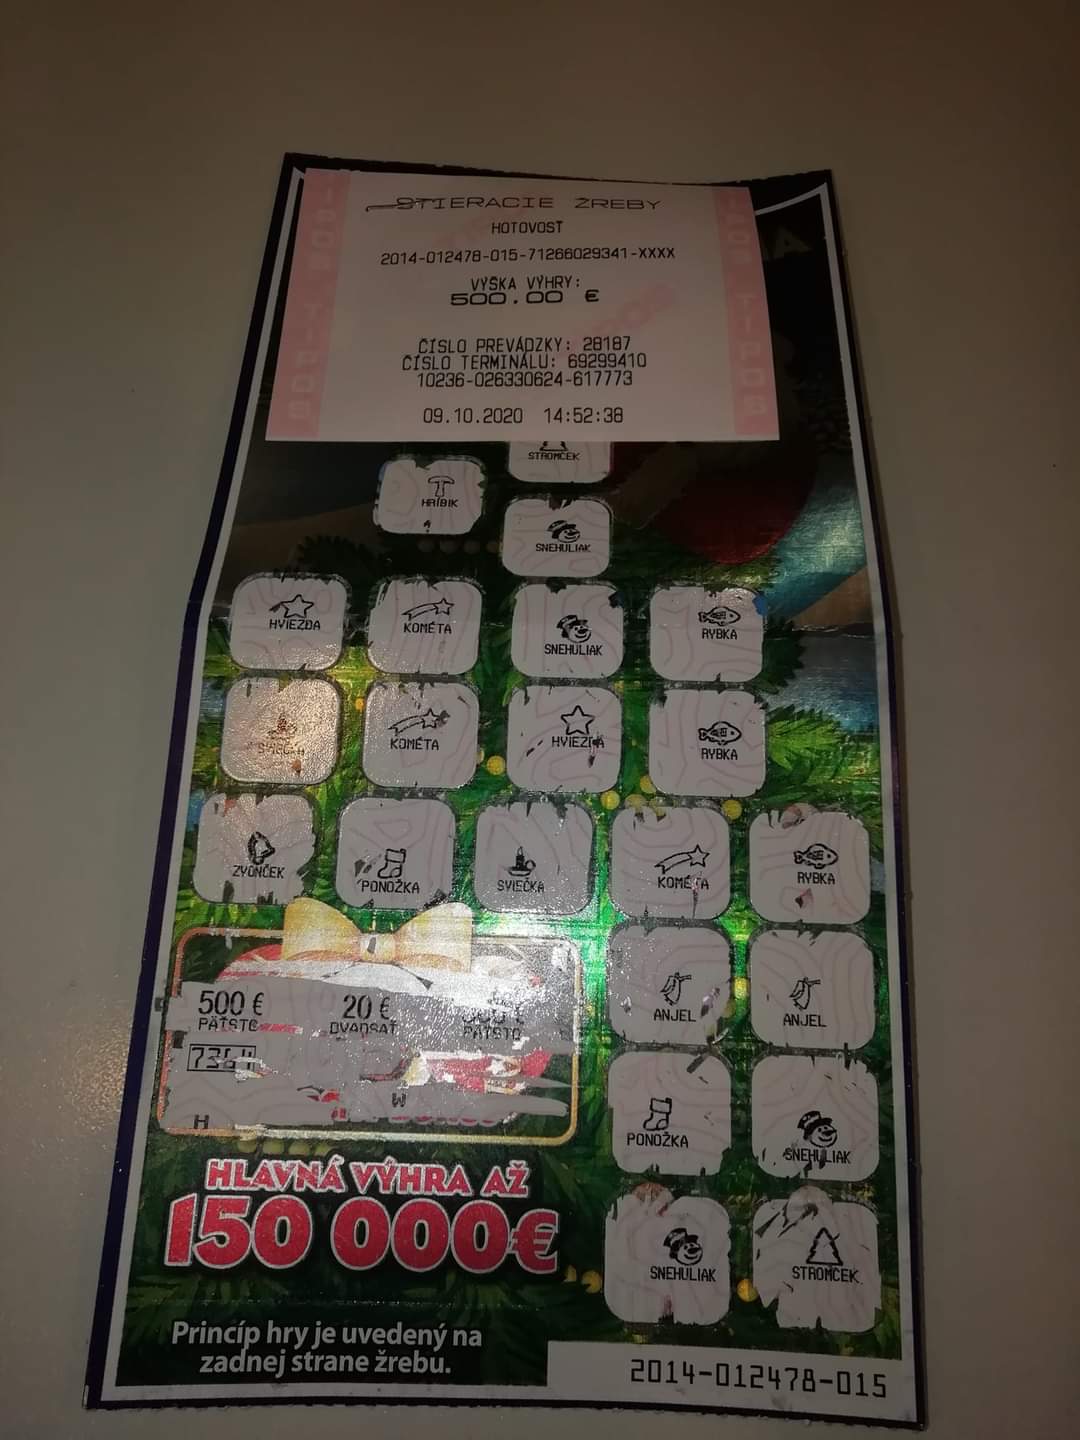 STIERACIE ŽREBY
HOTOVOSŤ
2014-012478-015-71266029341-XXXX
VÝŠKA VÝHRY:
500.00 €
ČÍSLO PREVÁDZKY: 28187
ČÍSLO TERMINÁLU: 69299410
10236-026330624-617773
09.10.2020 14:52:38
TIPOS
STROMČEK
HRÍBIK
SNEHULIAK
HVIEZDA KOMÉTA SNEHULIAK RYBKA
SVIEČKA KOMÉTA HVIEZDA RYBKA
ZVONČEK PONOŽKA SVIEČKA KOMÉTA RYBKA
ANJEL ANJEL
500 € 20 €
PÄŤSTO DVADSAŤ PÄŤSTO
PONOŽKA SNEHULIAK
W
H
SNEHULIAK STROMČEK
HLAVNÁ VÝHRA AŽ
150 000€
Princíp hry je uvedený na
zadnej strane žrebu.
2014-012478-015